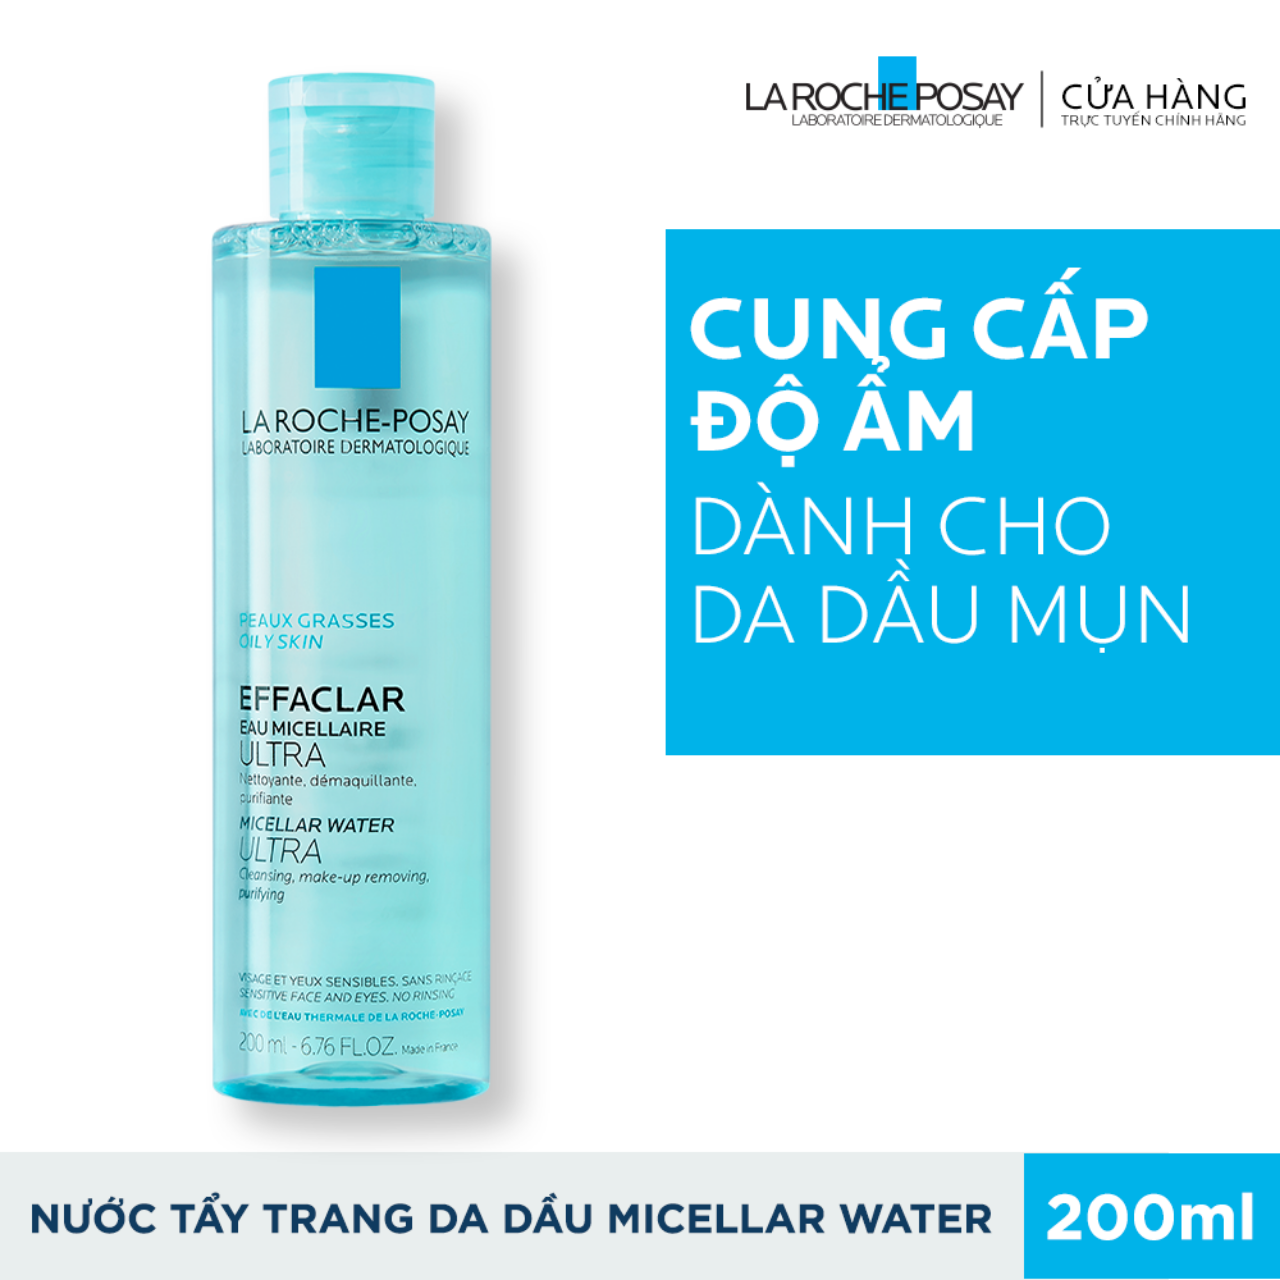 LA ROCHE POSAY
LABORATOIRE DERMATOLOGIQUE
CỬA HÀNG
TRỰC TUYẾN CHÍNH HÃNG
CUNG CẤP
ĐỘ ẨM
DÀNH CHO
DA DẦU MỤN
LA ROCHE-POSAY
LABORATOIRE DERMATOLOGIQUE
PEAUX GRASSES
OILY SKIN
EFFACLAR
EAU MICELLAIRE
ULTRA
Nettoyante, démaquillante,
purifiante
MICELLAR WATER
ULTRA
Cleansing, make-up removing,
purifying
VISAGE ET YEUX SENSIBLES. SANS RINÇAGE
SENSITIVE FACE AND EYES. NO RINSING
AVEC DE L'EAU THERMALE DE LA ROCHE-POSAY
200 ml - 6.76 FL.OZ. Made in France
NƯỚC TẨY TRANG DA DẦU MICELLAR WATER
200ml